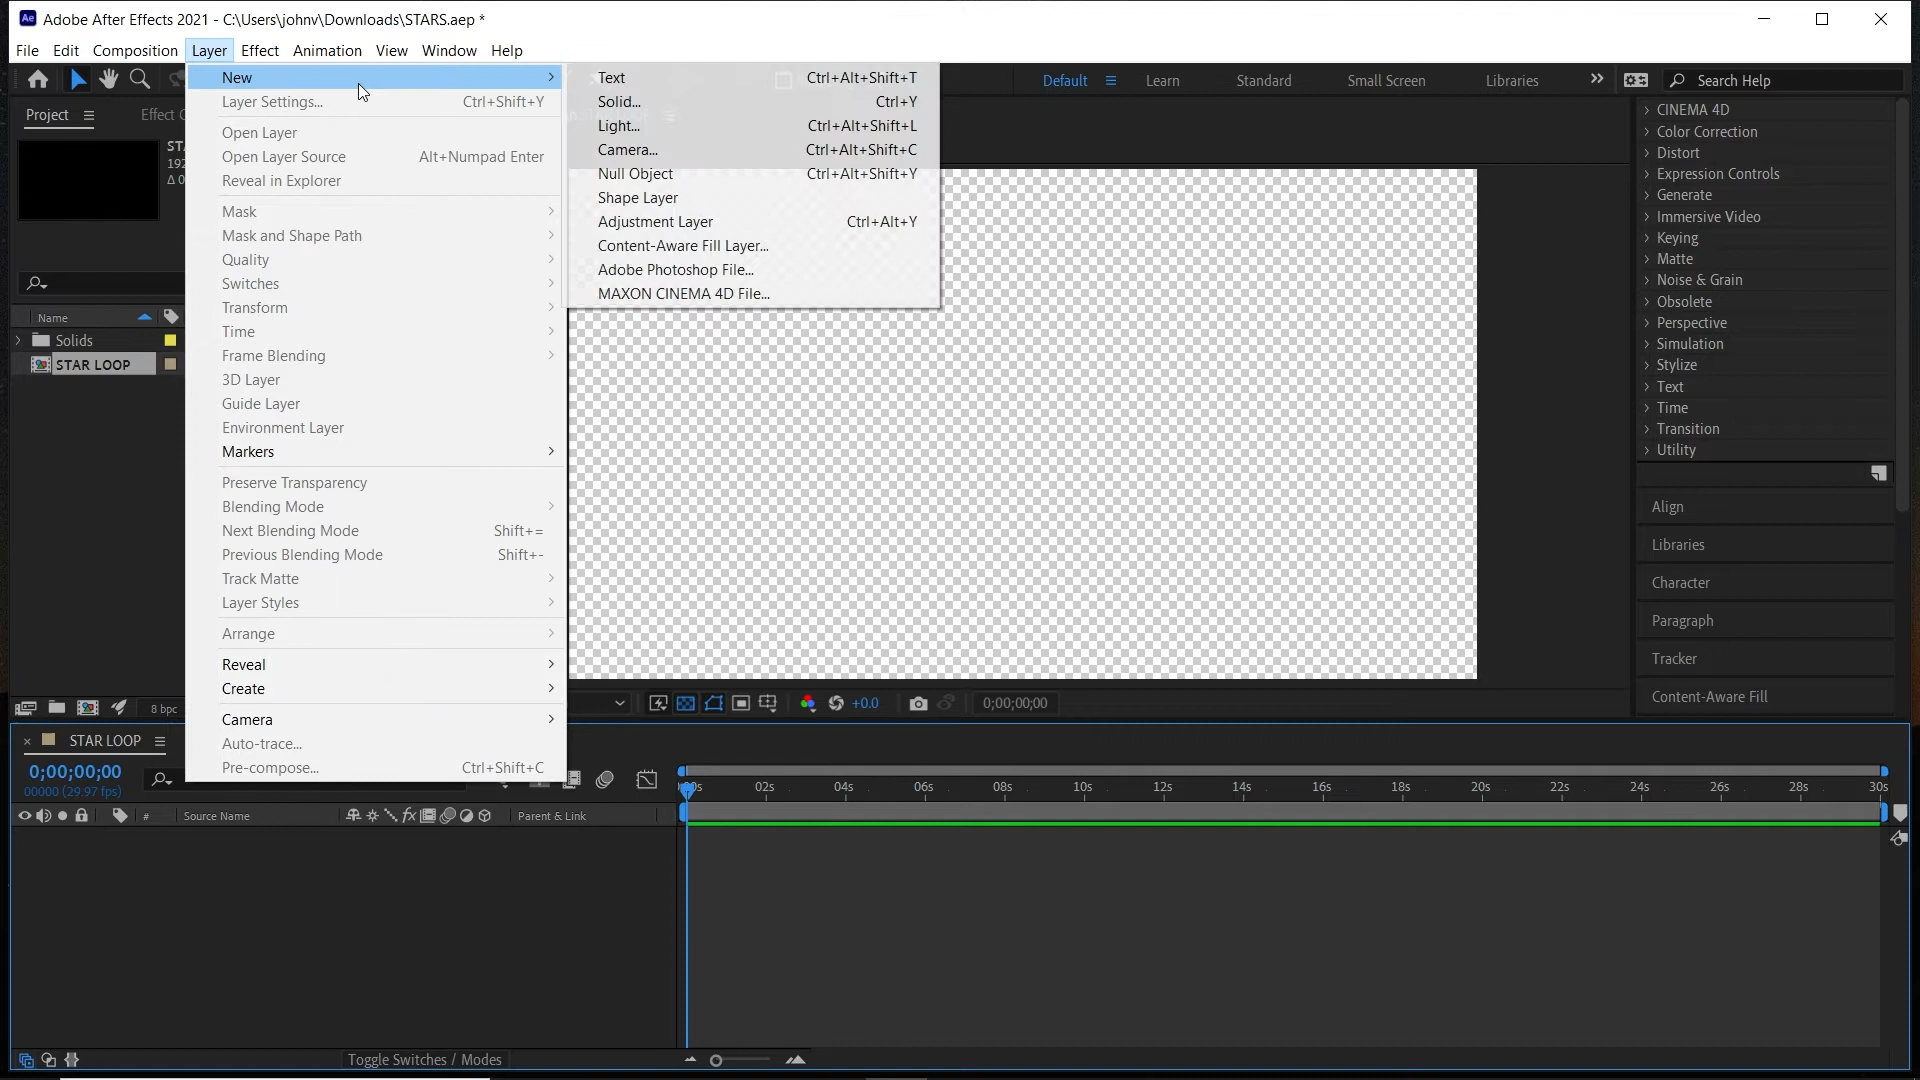 Adobe After Effects 2021 - C:\Users\johnv\Downloads\STARS.aep *
File Edit Composition Layer Effect Animation View Window Help
Default Learn Standard Small Screen Libraries Search Help
Project Effect C
New
Layer Settings... Ctrl+Shift+Y
Open Layer
Open Layer Source Alt+Numpad Enter
Reveal in Explorer
Mask
Mask and Shape Path
Quality
Switches
Transform
Time
Frame Blending
3D Layer
Guide Layer
Environment Layer
Markers
Preserve Transparency
Blending Mode
Next Blending Mode Shift+=
Previous Blending Mode Shift+-
Track Matte
Layer Styles
Arrange
Reveal
Create
Camera
Auto-trace...
Pre-compose... Ctrl+Shift+C
Text Ctrl+Alt+Shift+T
Solid... Ctrl+Y
Light... Ctrl+Alt+Shift+L
Camera... Ctrl+Alt+Shift+C
Null Object Ctrl+Alt+Shift+Y
Shape Layer
Adjustment Layer Ctrl+Alt+Y
Content-Aware Fill Layer...
Adobe Photoshop File...
MAXON CINEMA 4D File...
ST
192
Δ 0
Name
Solids
STAR LOOP
8 bpc
CINEMA 4D
Color Correction
Distort
Expression Controls
Generate
Immersive Video
Keying
Matte
Noise & Grain
Obsolete
Perspective
Simulation
Stylize
Text
Time
Transition
Utility
Align
Libraries
Character
Paragraph
Tracker
Content-Aware Fill
+0.0 0;00;00;00
STAR LOOP
0;00;00;00
00000 (29.97 fps)
02s 04s 06s 08s 10s 12s 14s 16s 18s 20s 22s 24s 26s 28s 30s
# Source Name fx Parent & Link
Toggle Switches / Modes